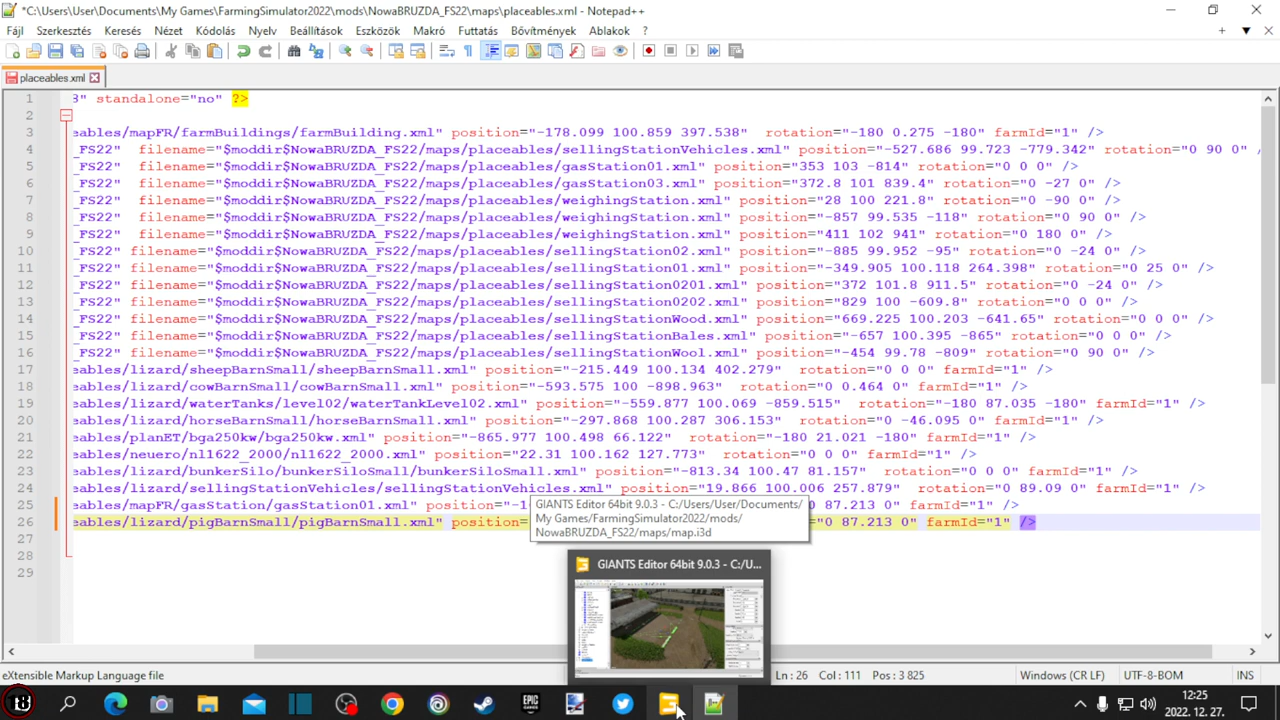 *C:\Users\User\Documents\My Games\FarmingSimulator2022\mods\NowaBRUZDA_FS22\maps\placeables.xml - Notepad++
Fájl Szerkesztés Keresés Nézet Kódolás Nyelv Beállítások Eszközök Makró Futtatás Bővítmények Ablakok ?
placeables.xml
1 8" standalone="no" ?>
2
3 eables/mapFR/farmBuildings/farmBuilding.xml" position="-178.099 100.859 397.538" rotation="-180 0.275 -180" farmId="1" />
4 _FS22" filename="$moddir$NowaBRUZDA_FS22/maps/placeables/sellingStationVehicles.xml" position="-527.686 99.723 -779.342" rotation="0 90 0" /
5 _FS22" filename="$moddir$NowaBRUZDA_FS22/maps/placeables/gasStation01.xml" position="353 103 -814" rotation="0 0 0" />
6 _FS22" filename="$moddir$NowaBRUZDA_FS22/maps/placeables/gasStation03.xml" position="372.8 101 839.4" rotation="0 -27 0" />
7 _FS22" filename="$moddir$NowaBRUZDA_FS22/maps/placeables/weighingStation.xml" position="28 100 221.8" rotation="0 -90 0" />
8 _FS22" filename="$moddir$NowaBRUZDA_FS22/maps/placeables/weighingStation.xml" position="-857 99.535 -118" rotation="0 90 0" />
9 _FS22" filename="$moddir$NowaBRUZDA_FS22/maps/placeables/weighingStation.xml" position="411 102 941" rotation="0 180 0" />
10 _FS22" filename="$moddir$NowaBRUZDA_FS22/maps/placeables/sellingStation02.xml" position="-885 99.952 -95" rotation="0 -24 0" />
11 _FS22" filename="$moddir$NowaBRUZDA_FS22/maps/placeables/sellingStation01.xml" position="-349.905 100.118 264.398" rotation="0 25 0" />
12 _FS22" filename="$moddir$NowaBRUZDA_FS22/maps/placeables/sellingStation0201.xml" position="372 101.8 911.5" rotation="0 -24 0" />
13 _FS22" filename="$moddir$NowaBRUZDA_FS22/maps/placeables/sellingStation0202.xml" position="829 100 -609.8" rotation="0 0 0" />
14 _FS22" filename="$moddir$NowaBRUZDA_FS22/maps/placeables/sellingStationWood.xml" position="669.225 100.203 -641.65" rotation="0 0 0" />
15 _FS22" filename="$moddir$NowaBRUZDA_FS22/maps/placeables/sellingStationBales.xml" position="-657 100.395 -865" rotation="0 0 0" />
16 _FS22" filename="$moddir$NowaBRUZDA_FS22/maps/placeables/sellingStationWool.xml" position="-454 99.78 -809" rotation="0 90 0" />
17 eables/lizard/sheepBarnSmall/sheepBarnSmall.xml" position="-215.449 100.134 402.279" rotation="0 0 0" farmId="1" />
18 eables/lizard/cowBarnSmall/cowBarnSmall.xml" position="-593.575 100 -898.963" rotation="0 0.464 0" farmId="1" />
19 eables/lizard/waterTanks/level02/waterTankLevel02.xml" position="-559.877 100.069 -859.515" rotation="-180 87.035 -180" farmId="1" />
20 eables/lizard/horseBarnSmall/horseBarnSmall.xml" position="-297.868 100.287 306.153" rotation="0 -46.095 0" farmId="1" />
21 eables/planET/bga250kw/bga250kw.xml" position="-865.977 100.498 66.122" rotation="-180 21.021 -180" farmId="1" />
22 eables/neuero/nl1622_2000/nl1622_2000.xml" position="22.31 100.162 127.773" rotation="0 0 0" farmId="1" />
23 eables/lizard/bunkerSilo/bunkerSiloSmall/bunkerSiloSmall.xml" position="-813.34 100.47 81.157" rotation="0 0 0" farmId="1" />
24 eables/lizard/sellingStationVehicles/sellingStationVehicles.xml" position="19.866 100.006 257.879" rotation="0 89.09 0" farmId="1" />
25 eables/mapFR/gasStation/gasStation01.xml" position="-1 0 87.213 0" farmId="1" />
26 eables/lizard/pigBarnSmall/pigBarnSmall.xml" position= ="0 87.213 0" farmId="1" />
27
28
29
GIANTS Editor 64bit 9.0.3 - C:/Users/User/Documents/
My Games/FarmingSimulator2022/mods/
NowaBRUZDA_FS22/maps/map.i3d
GIANTS Editor 64bit 9.0.3 - C:/U...
eXtensible Markup Language file Ln : 26 Col : 111 Pos : 3 825 Windows (CR LF) UTF-8-BOM INS
12:25
2022. 12. 27.